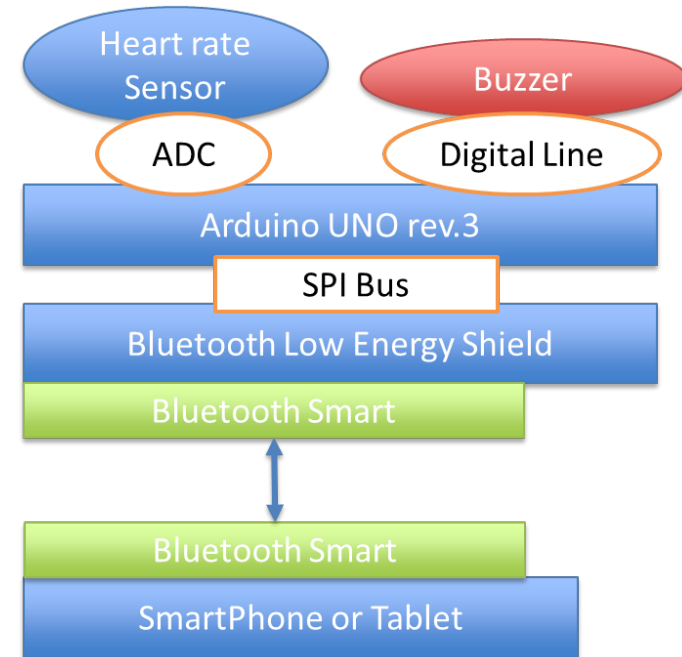 Heart rate
Sensor
Buzzer
ADC
Digital Line
Arduino UNO rev.3
SPI Bus
Bluetooth Low Energy Shield
Bluetooth Smart
Bluetooth Smart
SmartPhone or Tablet